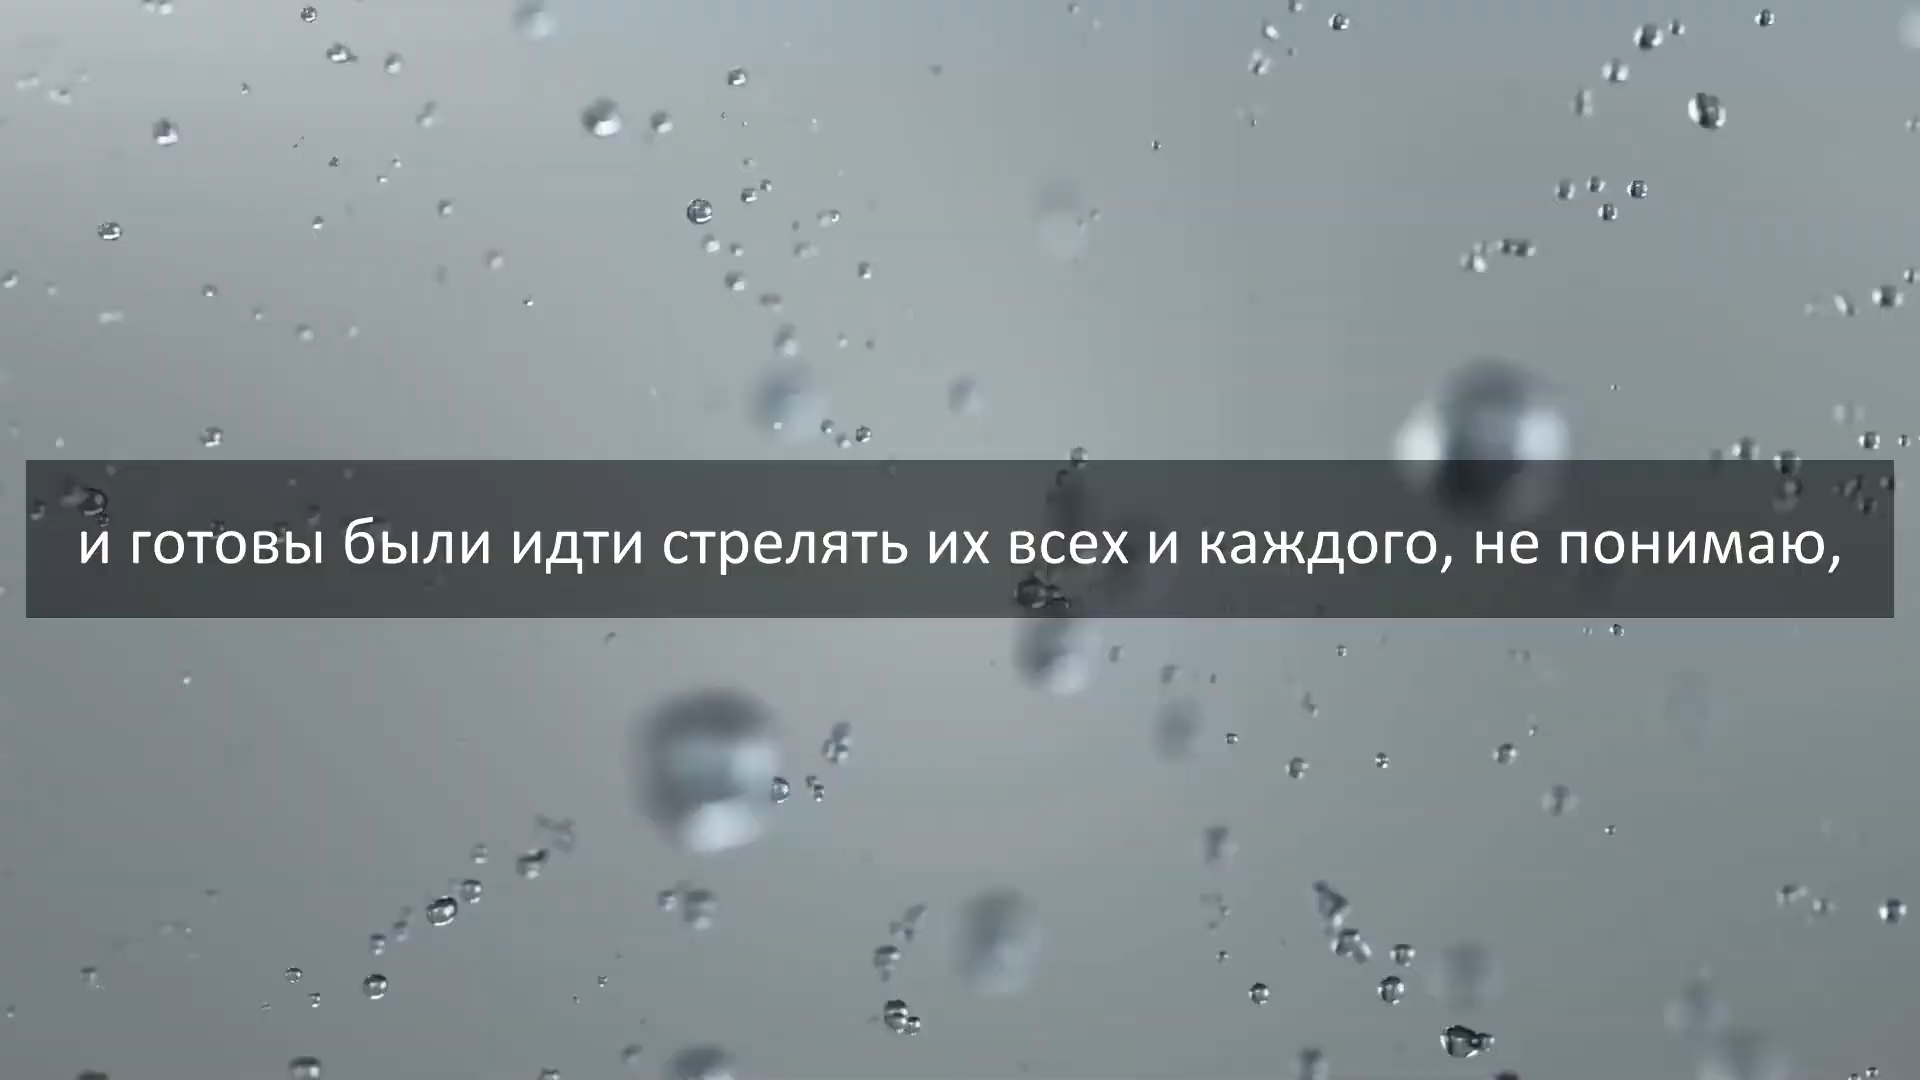 и готовы были идти стрелять их всех и каждого, не понимаю,